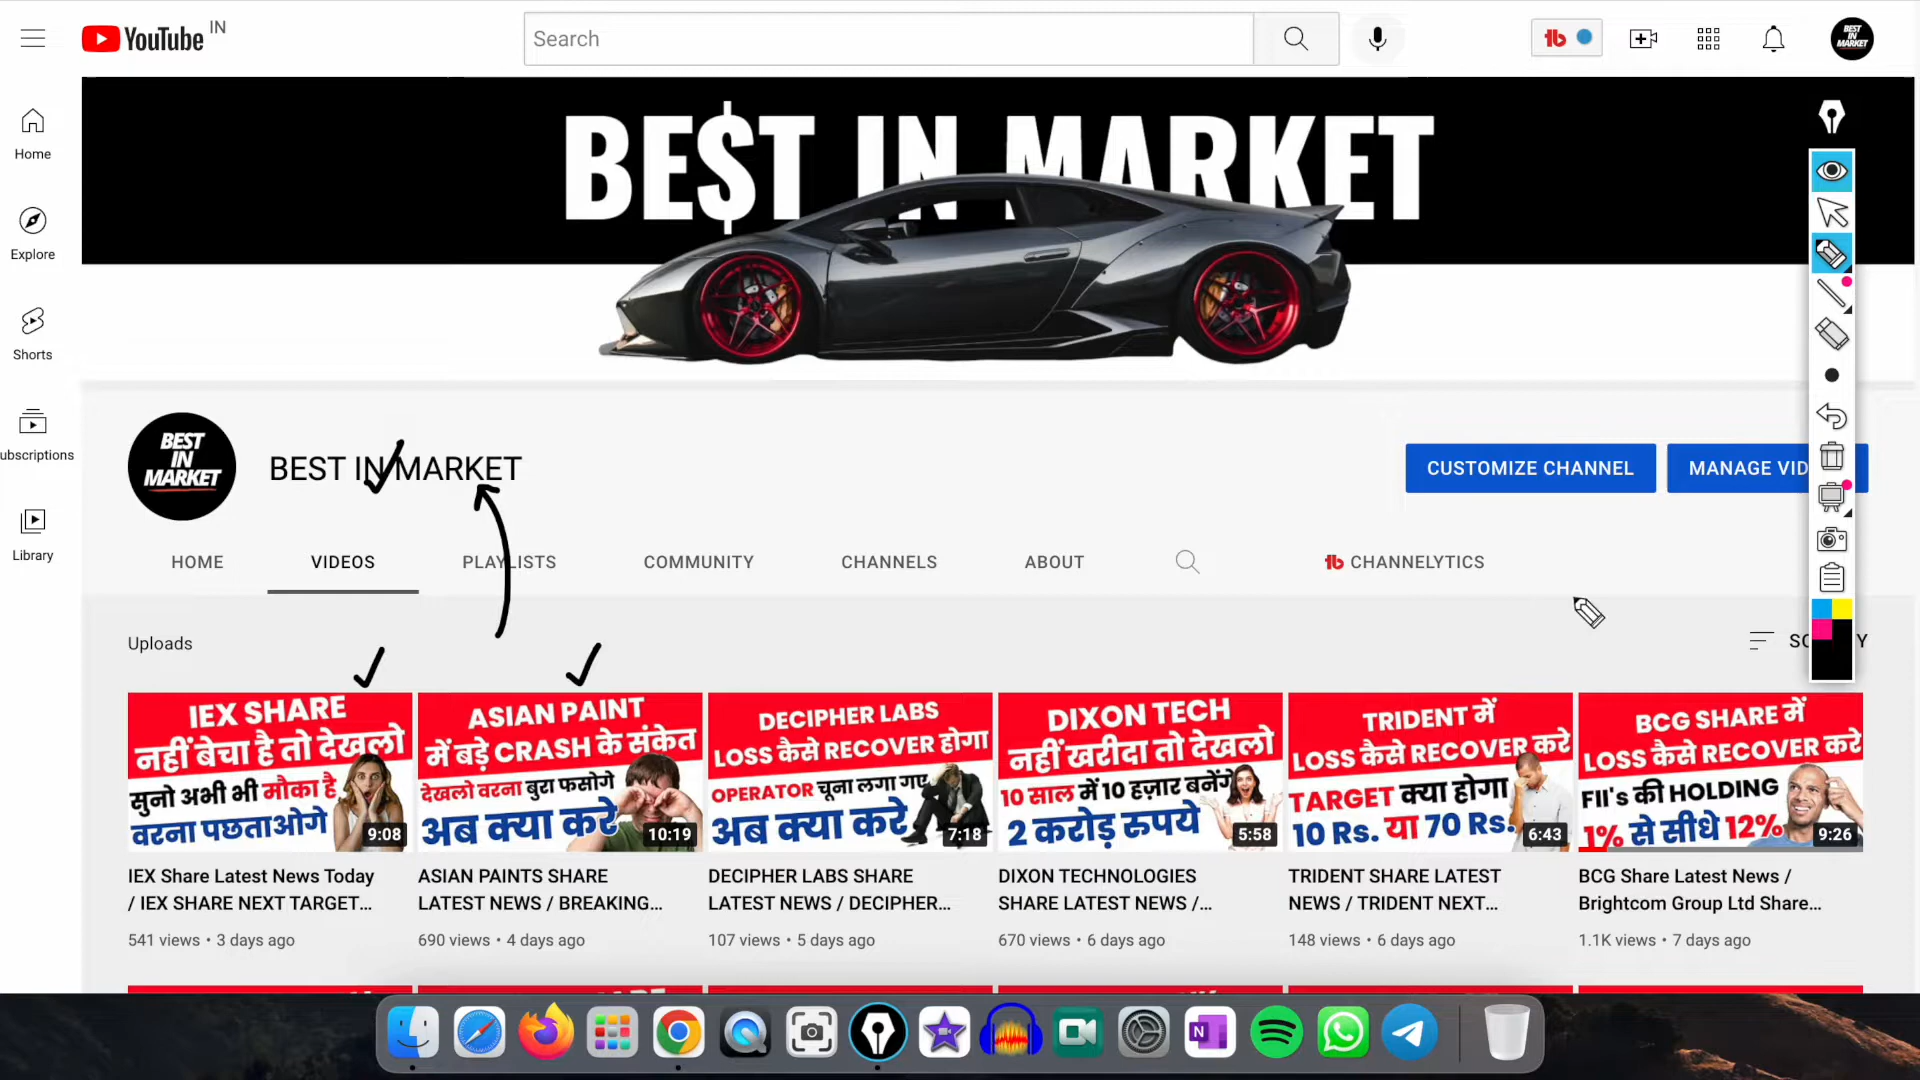 YouTube IN
Search
BE$T IN MARKET
Home
Explore
Shorts
ubscriptions
Library
BEST
IN
MARKET
BEST IN MARKET
CUSTOMIZE CHANNEL
MANAGE VID
HOME
VIDEOS
PLAYLISTS
COMMUNITY
CHANNELS
ABOUT
CHANNELYTICS
Uploads
IEX SHARE
नहीं बेचा है तो देखलो
सुनो अभी भी मौका है
वरना पछताओगे
9:08
IEX Share Latest News Today
/ IEX SHARE NEXT TARGET...
541 views • 3 days ago
ASIAN PAINT
में बड़े CRASH के संकेत
देखलो वरना बुरा फसोगे
अब क्या करे
10:19
ASIAN PAINTS SHARE
LATEST NEWS / BREAKING...
690 views • 4 days ago
DECIPHER LABS
LOSS कैसे RECOVER होगा
OPERATOR चूना लगा गए
अब क्या करे
7:18
DECIPHER LABS SHARE
LATEST NEWS / DECIPHER...
107 views • 5 days ago
DIXON TECH
नहीं खरीदा तो देखलो
10 साल में 10 हज़ार बनेंगे
2 करोड़ रुपये
5:58
DIXON TECHNOLOGIES
SHARE LATEST NEWS /...
670 views • 6 days ago
TRIDENT में
LOSS कैसे RECOVER करे
TARGET क्या होगा
10 Rs. या 70 Rs.
6:43
TRIDENT SHARE LATEST
NEWS / TRIDENT NEXT...
148 views • 6 days ago
BCG SHARE में
LOSS कैसे RECOVER करे
FII's की HOLDING
1% से सीधे 12%
9:26
BCG Share Latest News /
Brightcom Group Ltd Share...
1.1K views • 7 days ago